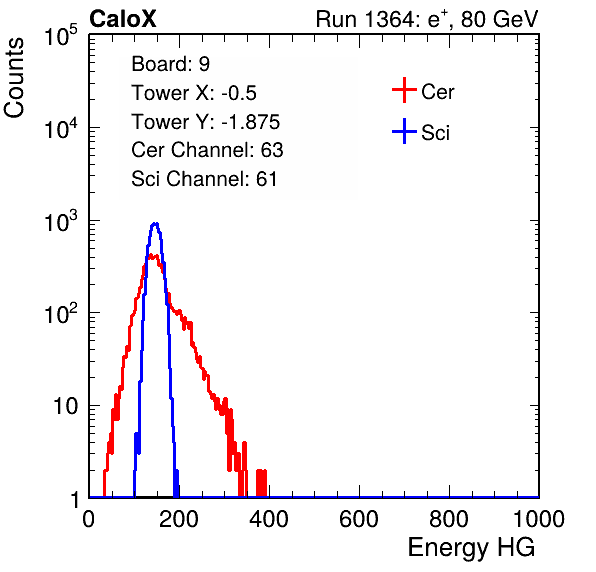 CaloX Run 1364: e⁺, 80 GeV
Counts
Board: 9
Tower X: -0.5
Tower Y: -1.875
Cer Channel: 63
Sci Channel: 61
Cer
Sci
10⁵
10⁴
10³
10²
10
1
0 200 400 600 800 1000
Energy HG